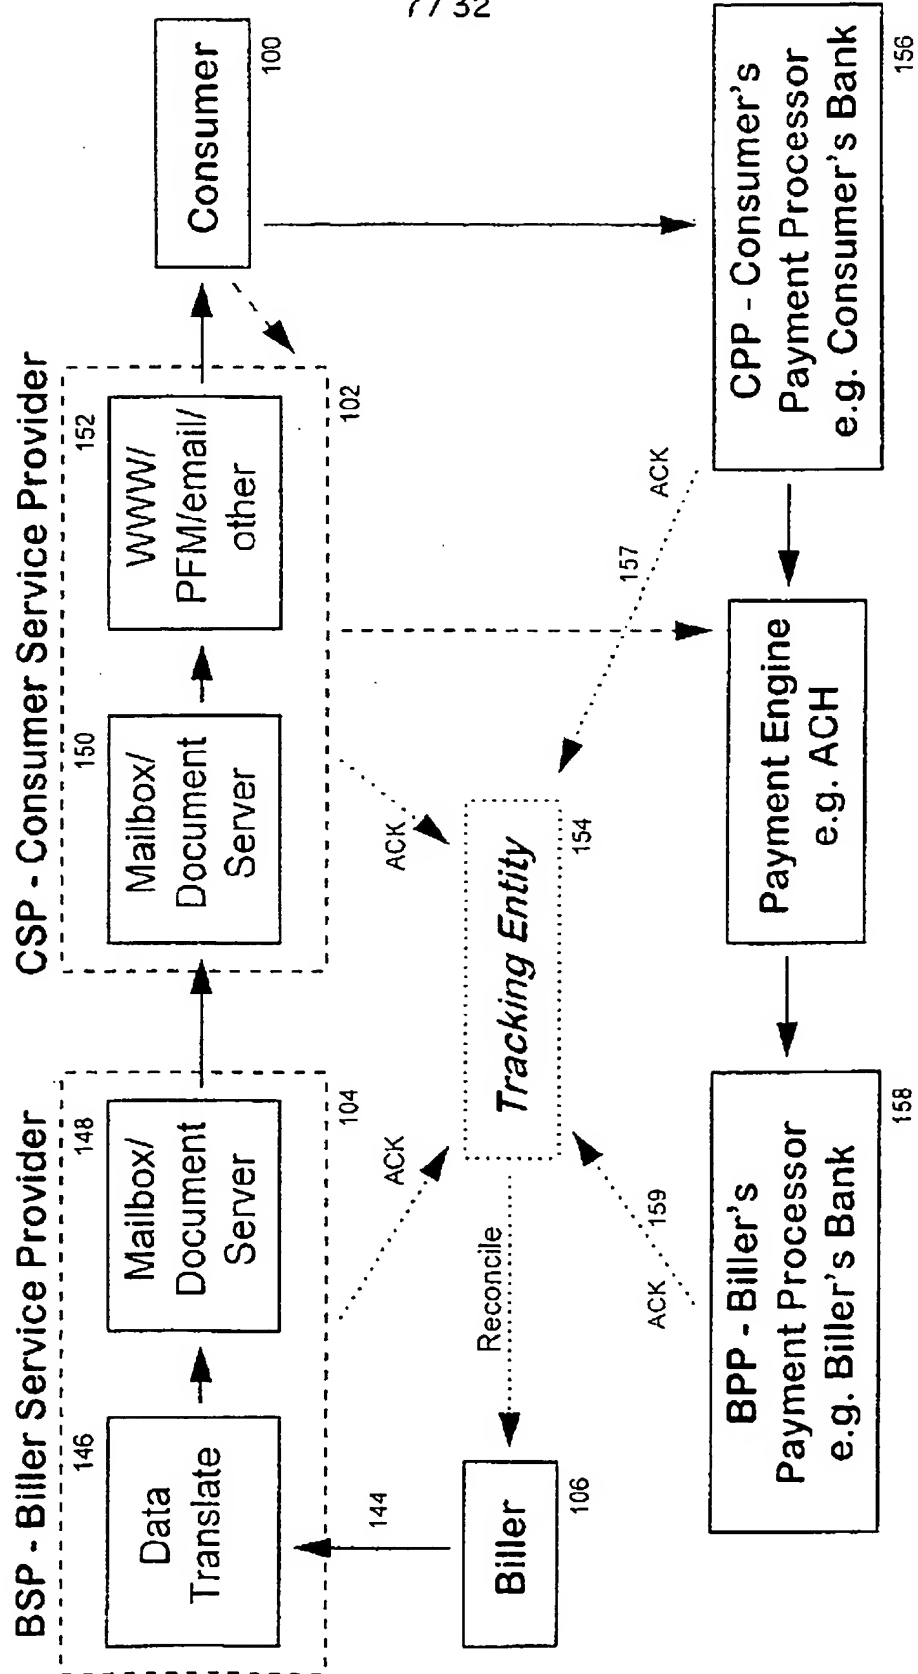 7/32
BSP - Biller Service Provider
146
Data
Translate
148
Mailbox/
Document
Server
104
CSP - Consumer Service Provider
150
Mailbox/
Document
Server
152
WWW/
PFM/email/
other
102
Consumer
100
144
Biller
106
Reconcile
ACK
ACK
Tracking Entity
154
ACK
159
157
ACK
BPP - Biller's
Payment Processor
e.g. Biller's Bank
158
Payment Engine
e.g. ACH
CPP - Consumer's
Payment Processor
e.g. Consumer's Bank
156